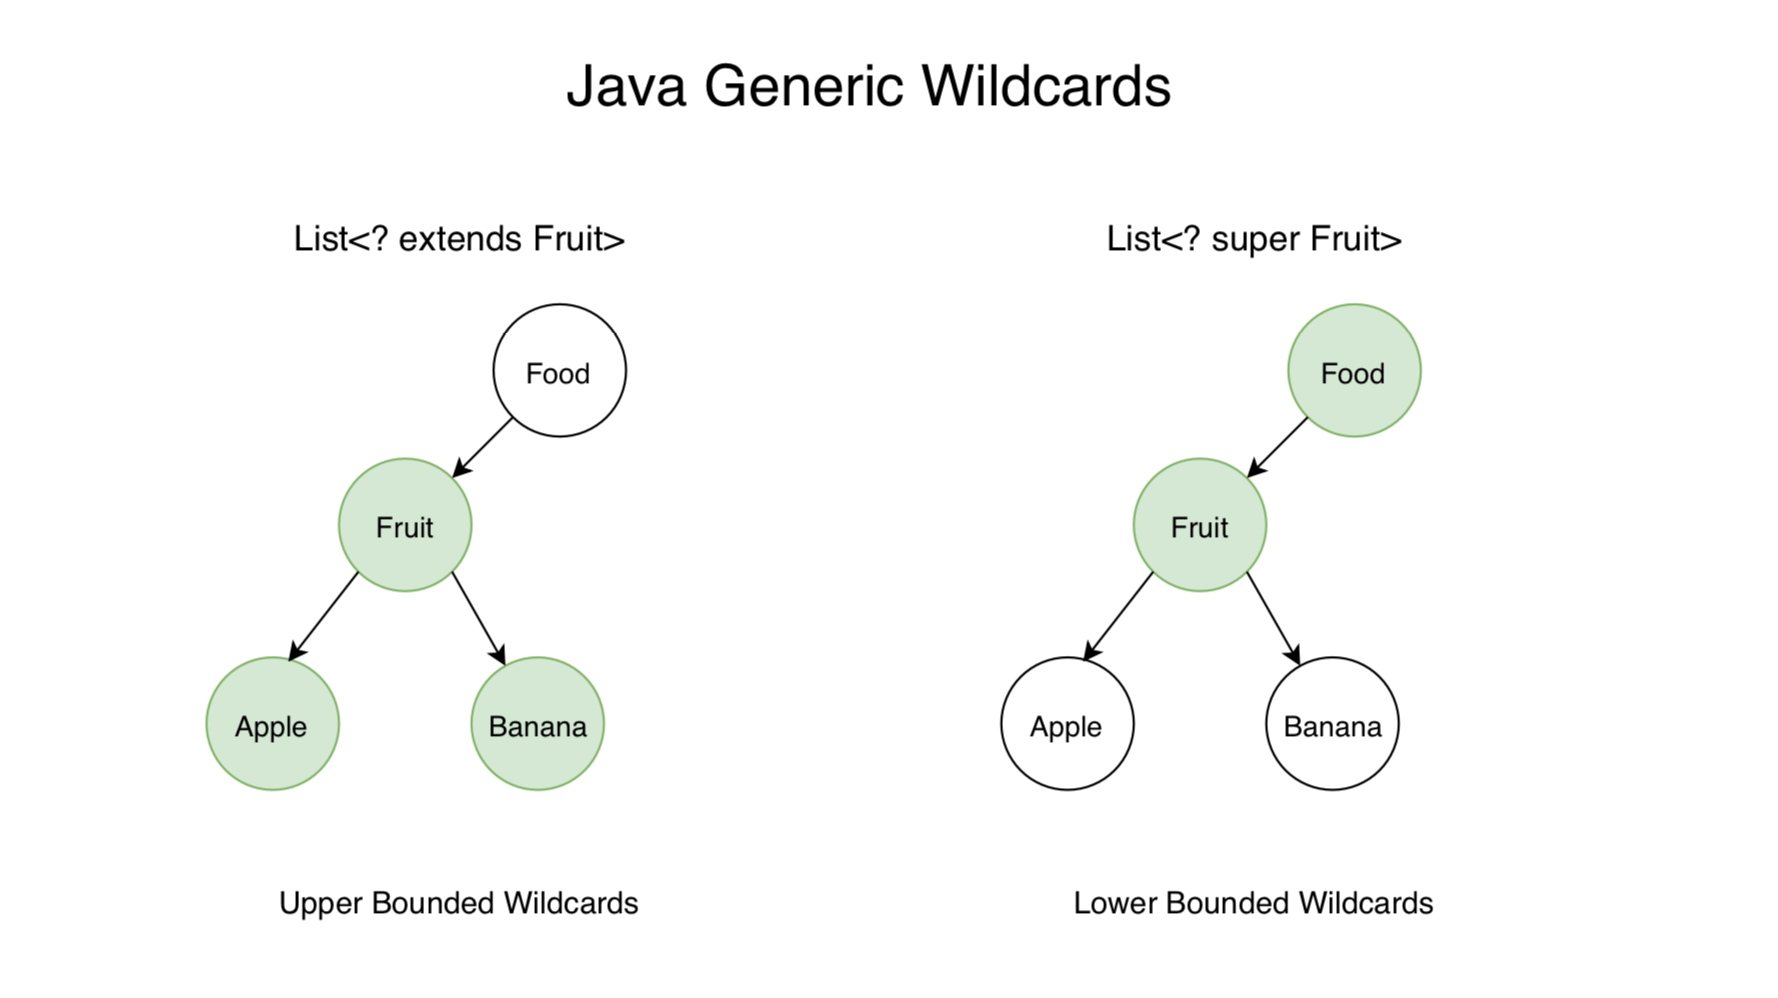 Java Generic Wildcards
List<? extends Fruit>
Food
Fruit
Apple
Banana
Upper Bounded Wildcards
List<? super Fruit>
Food
Fruit
Apple
Banana
Lower Bounded Wildcards